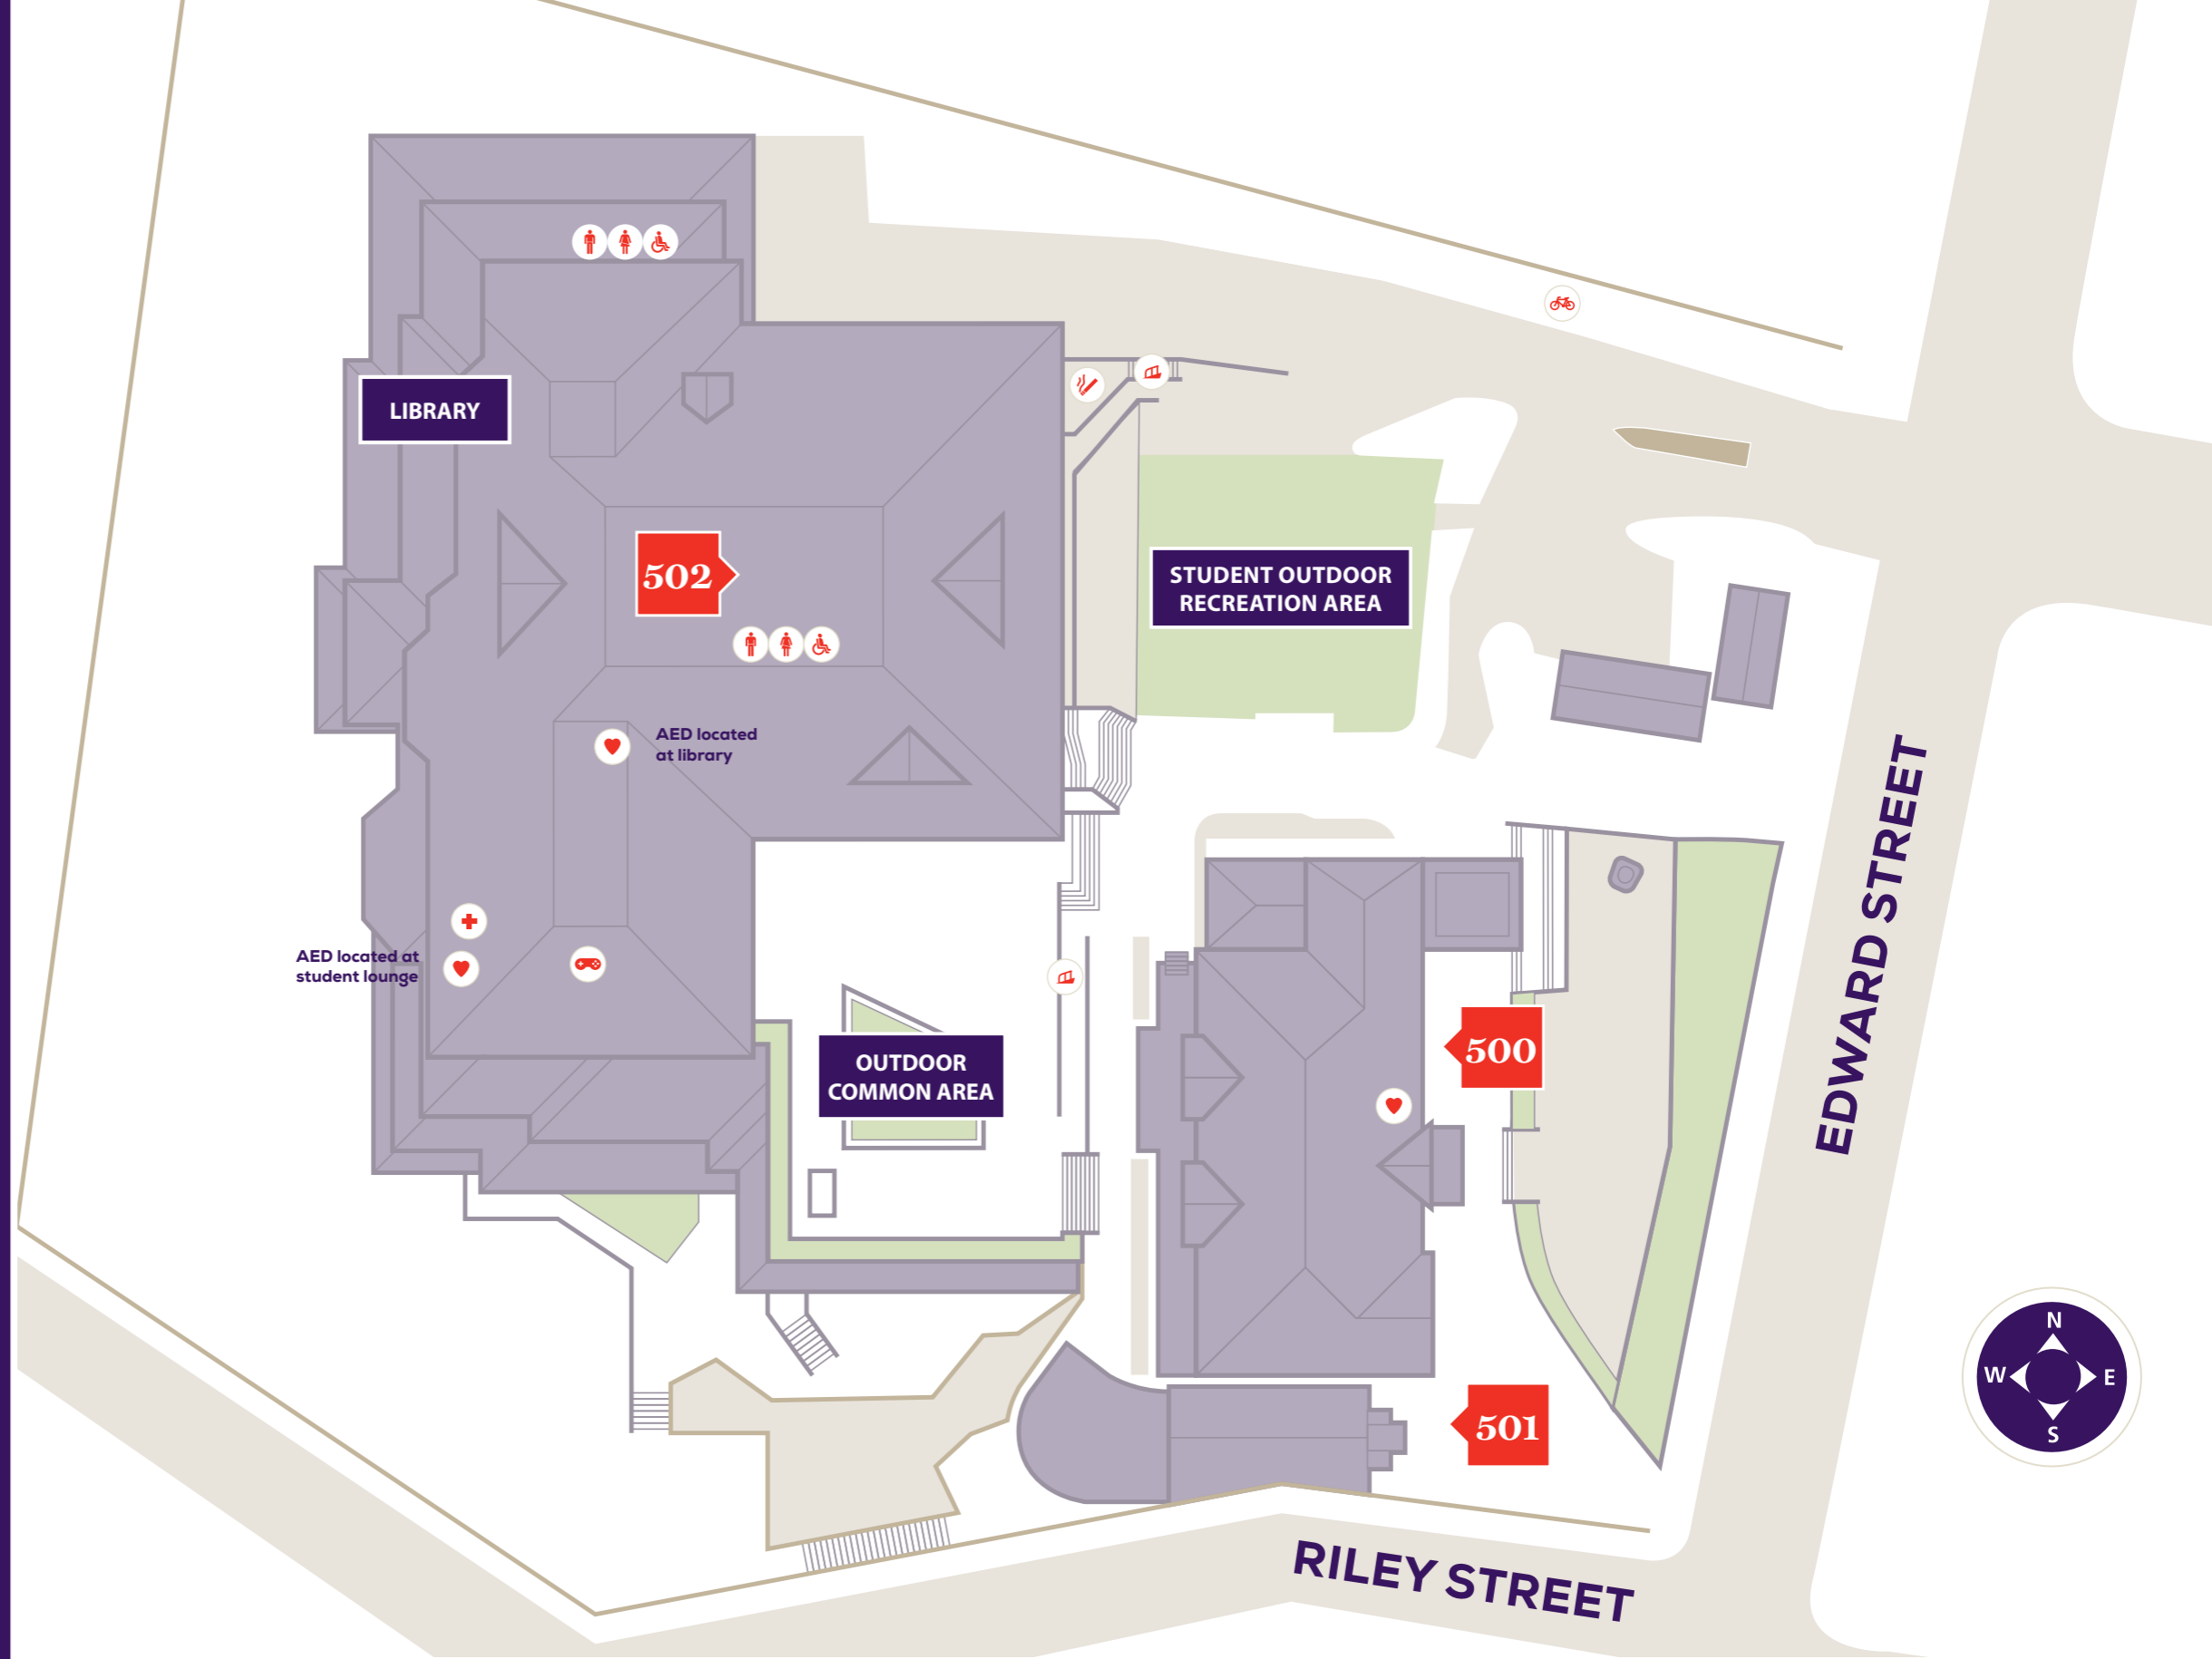 LIBRARY
502
STUDENT OUTDOOR
RECREATION AREA
AED located
at library
AED located at
student lounge
OUTDOOR
COMMON AREA
500
EDWARD STREET
501
RILEY STREET
N
W
E
S